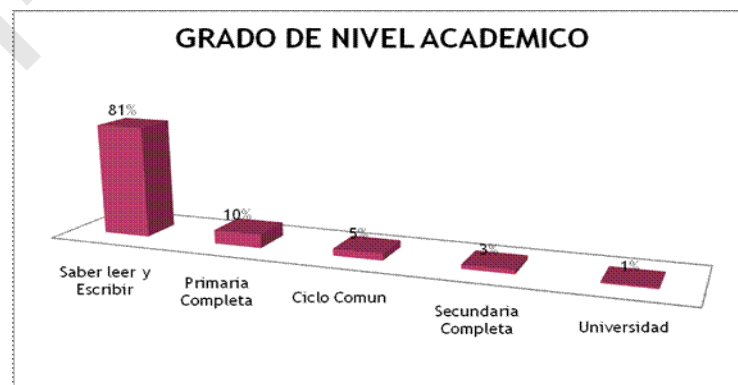 GRADO DE NIVEL ACADEMICO
81%
10%
5%
3%
1%
Saber leer y
Escribir
Primaria
Completa
Ciclo Comun
Secundaria
Completa
Universidad